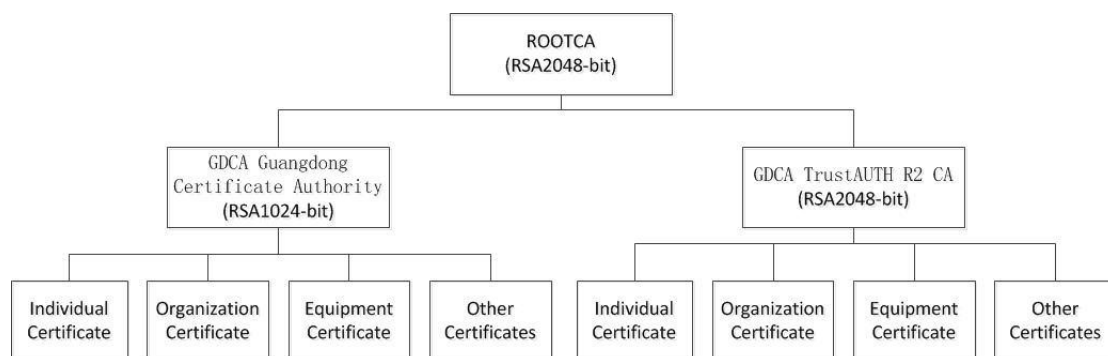 ROOTCA
(RSA2048-bit)
GDCA Guangdong
Certificate Authority
(RSA1024-bit)
GDCA TrustAUTH R2 CA
(RSA2048-bit)
Individual
Certificate
Organization
Certificate
Equipment
Certificate
Other
Certificates
Individual
Certificate
Organization
Certificate
Equipment
Certificate
Other
Certificates